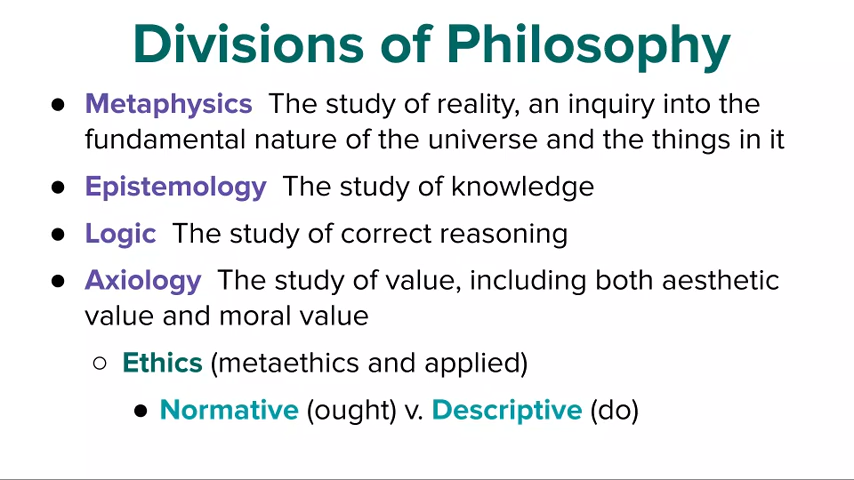 Divisions of Philosophy
● Metaphysics The study of reality, an inquiry into the
fundamental nature of the universe and the things in it
● Epistemology The study of knowledge
● Logic The study of correct reasoning
● Axiology The study of value, including both aesthetic
value and moral value
○ Ethics (metaethics and applied)
● Normative (ought) v. Descriptive (do)